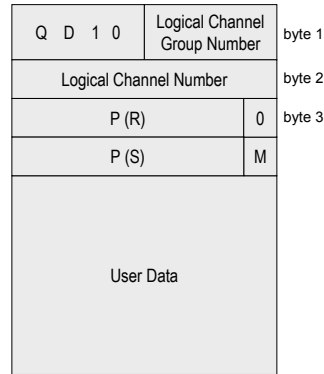 Q D 1 0
Logical Channel
Group Number
byte 1
Logical Channel Number
byte 2
P (R)
0
byte 3
P (S)
M
User Data